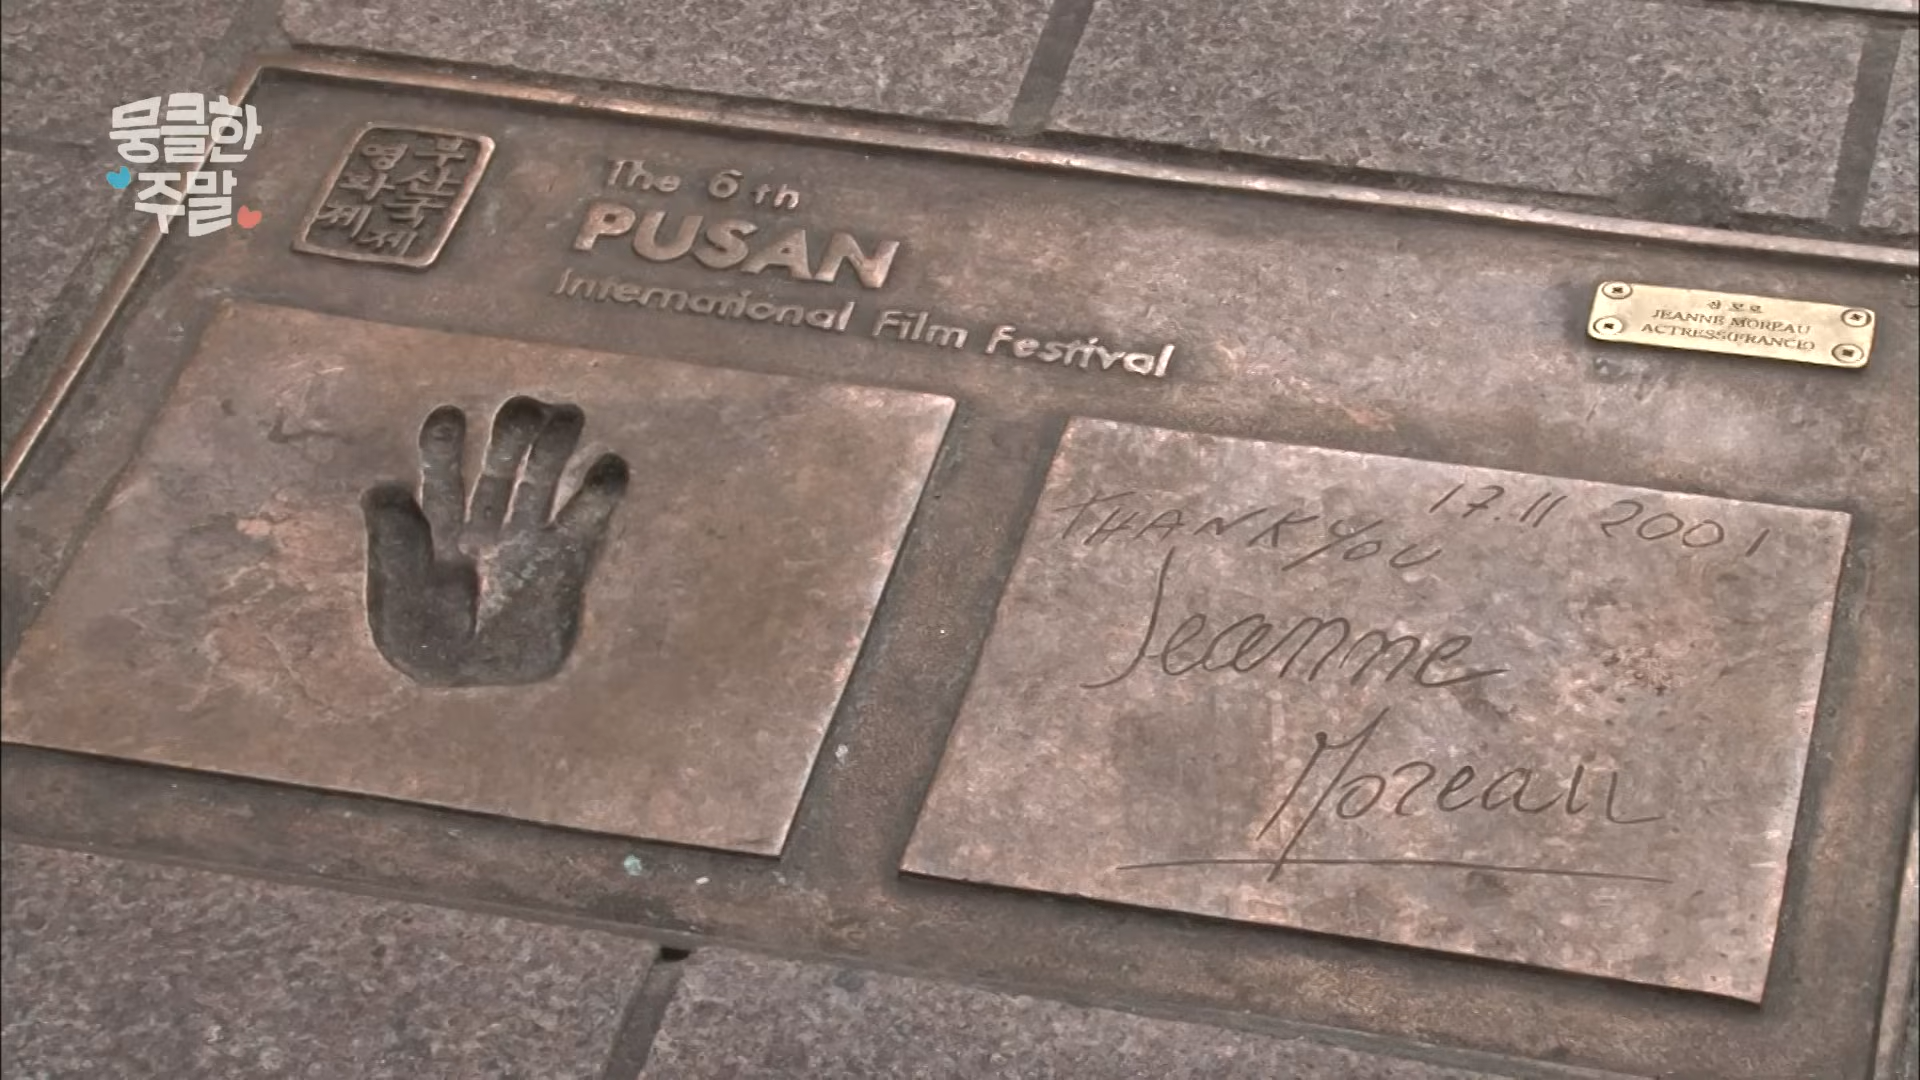 뭉클한
주말
부산국제
영화제
The 6th
PUSAN
International Film Festival
잔 모로
JEANNE MOREAU
ACTRESS(FRANCE)
17.11 2001
THANK YOU
Jeanne
Moreau